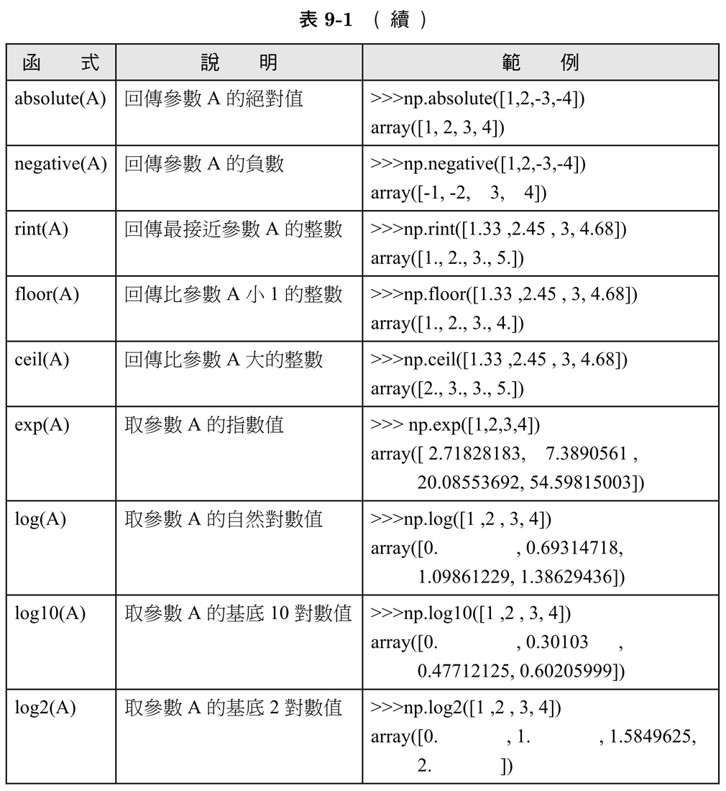 表 9-1 （續）
函 式 說 明 範 例
absolute(A) 回傳參數 A 的絕對值 >>>np.absolute([1,2,-3,-4])
array([1, 2, 3, 4])
negative(A) 回傳參數 A 的負數 >>>np.negative([1,2,-3,-4])
array([-1, -2, 3, 4])
rint(A) 回傳最接近參數 A 的整數 >>>np.rint([1.33 ,2.45 , 3, 4.68])
array([1., 2., 3., 5.])
floor(A) 回傳比參數 A 小 1 的整數 >>>np.floor([1.33 ,2.45 , 3, 4.68])
array([1., 2., 3., 4.])
ceil(A) 回傳比參數 A 大的整數 >>>np.ceil([1.33 ,2.45 , 3, 4.68])
array([2., 3., 3., 5.])
exp(A) 取參數 A 的指數值 >>> np.exp([1,2,3,4])
array([ 2.71828183, 7.3890561 ,
20.08553692, 54.59815003])
log(A) 取參數 A 的自然對數值 >>>np.log([1 ,2 , 3, 4])
array([0. , 0.69314718,
1.09861229, 1.38629436])
log10(A) 取參數 A 的基底 10 對數值 >>>np.log10([1 ,2 , 3, 4])
array([0. , 0.30103 ,
0.47712125, 0.60205999])
log2(A) 取參數 A 的基底 2 對數值 >>>np.log2([1 ,2 , 3, 4])
array([0. , 1. , 1.5849625,
2. ])